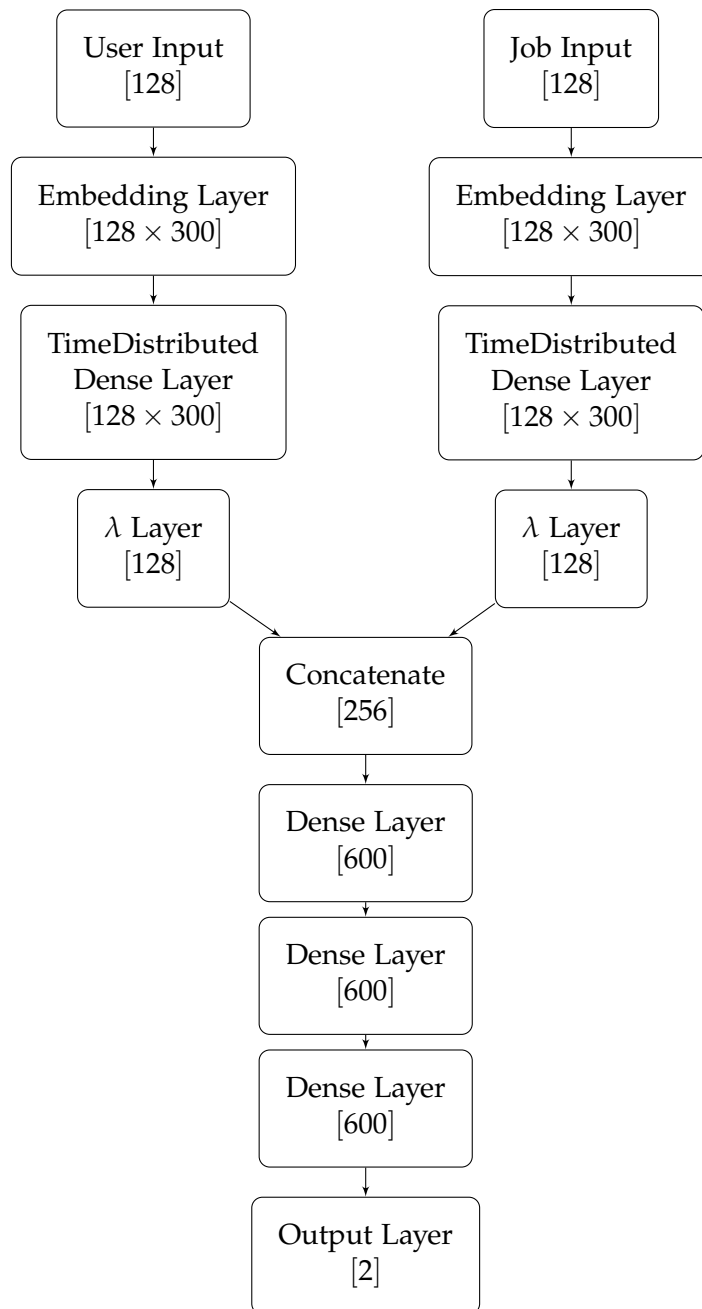 User Input
[128]
Job Input
[128]
Embedding Layer
[128 × 300]
Embedding Layer
[128 × 300]
TimeDistributed
Dense Layer
[128 × 300]
TimeDistributed
Dense Layer
[128 × 300]
λ Layer
[128]
λ Layer
[128]
Concatenate
[256]
Dense Layer
[600]
Dense Layer
[600]
Dense Layer
[600]
Output Layer
[2]